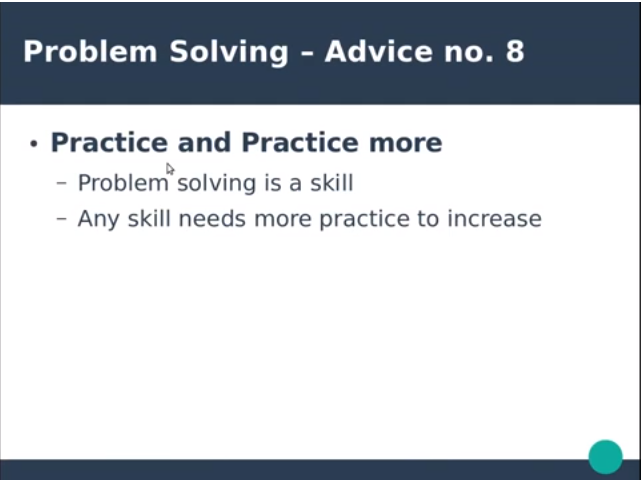 Problem Solving – Advice no. 8
• Practice and Practice more
– Problem solving is a skill
– Any skill needs more practice to increase